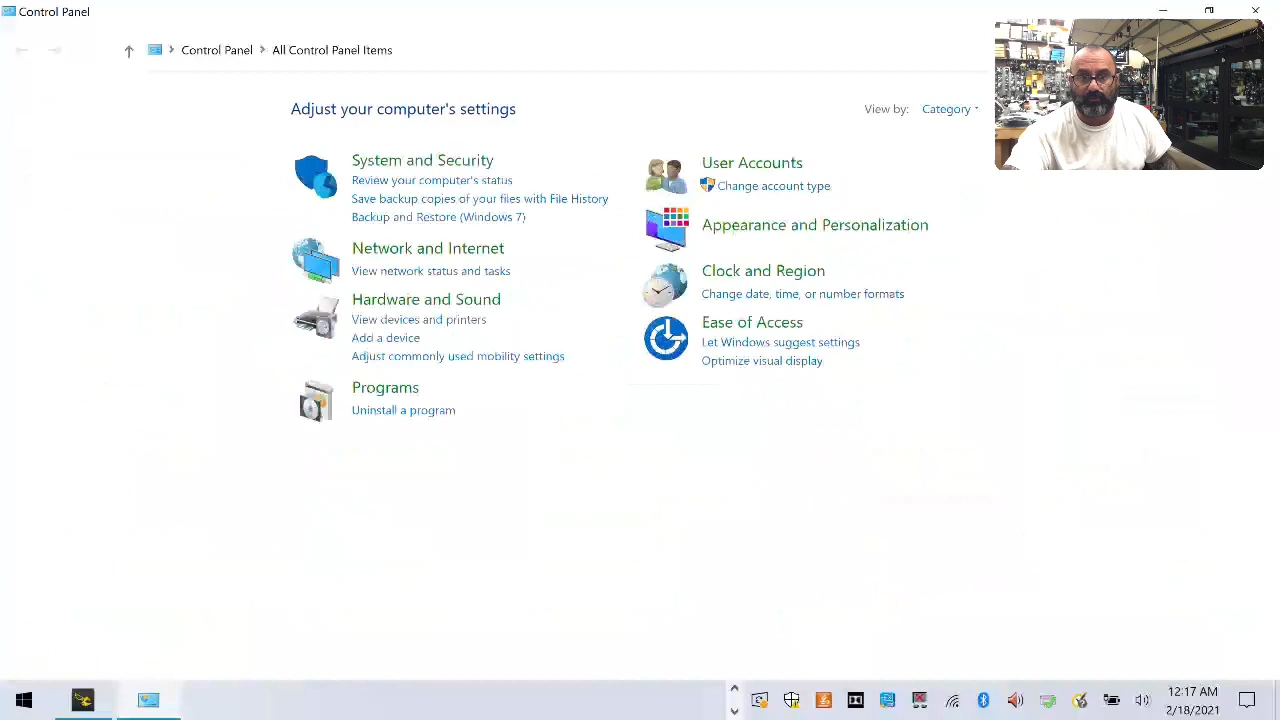 Control Panel
Control Panel > All Control Panel Items
Adjust your computer's settings
View by: Category
System and Security
Review your computer's status
Save backup copies of your files with File History
Backup and Restore (Windows 7)
Network and Internet
View network status and tasks
Hardware and Sound
View devices and printers
Add a device
Adjust commonly used mobility settings
Programs
Uninstall a program
User Accounts
Change account type
Appearance and Personalization
Clock and Region
Change date, time, or number formats
Ease of Access
Let Windows suggest settings
Optimize visual display
12:17 AM
2/18/2021